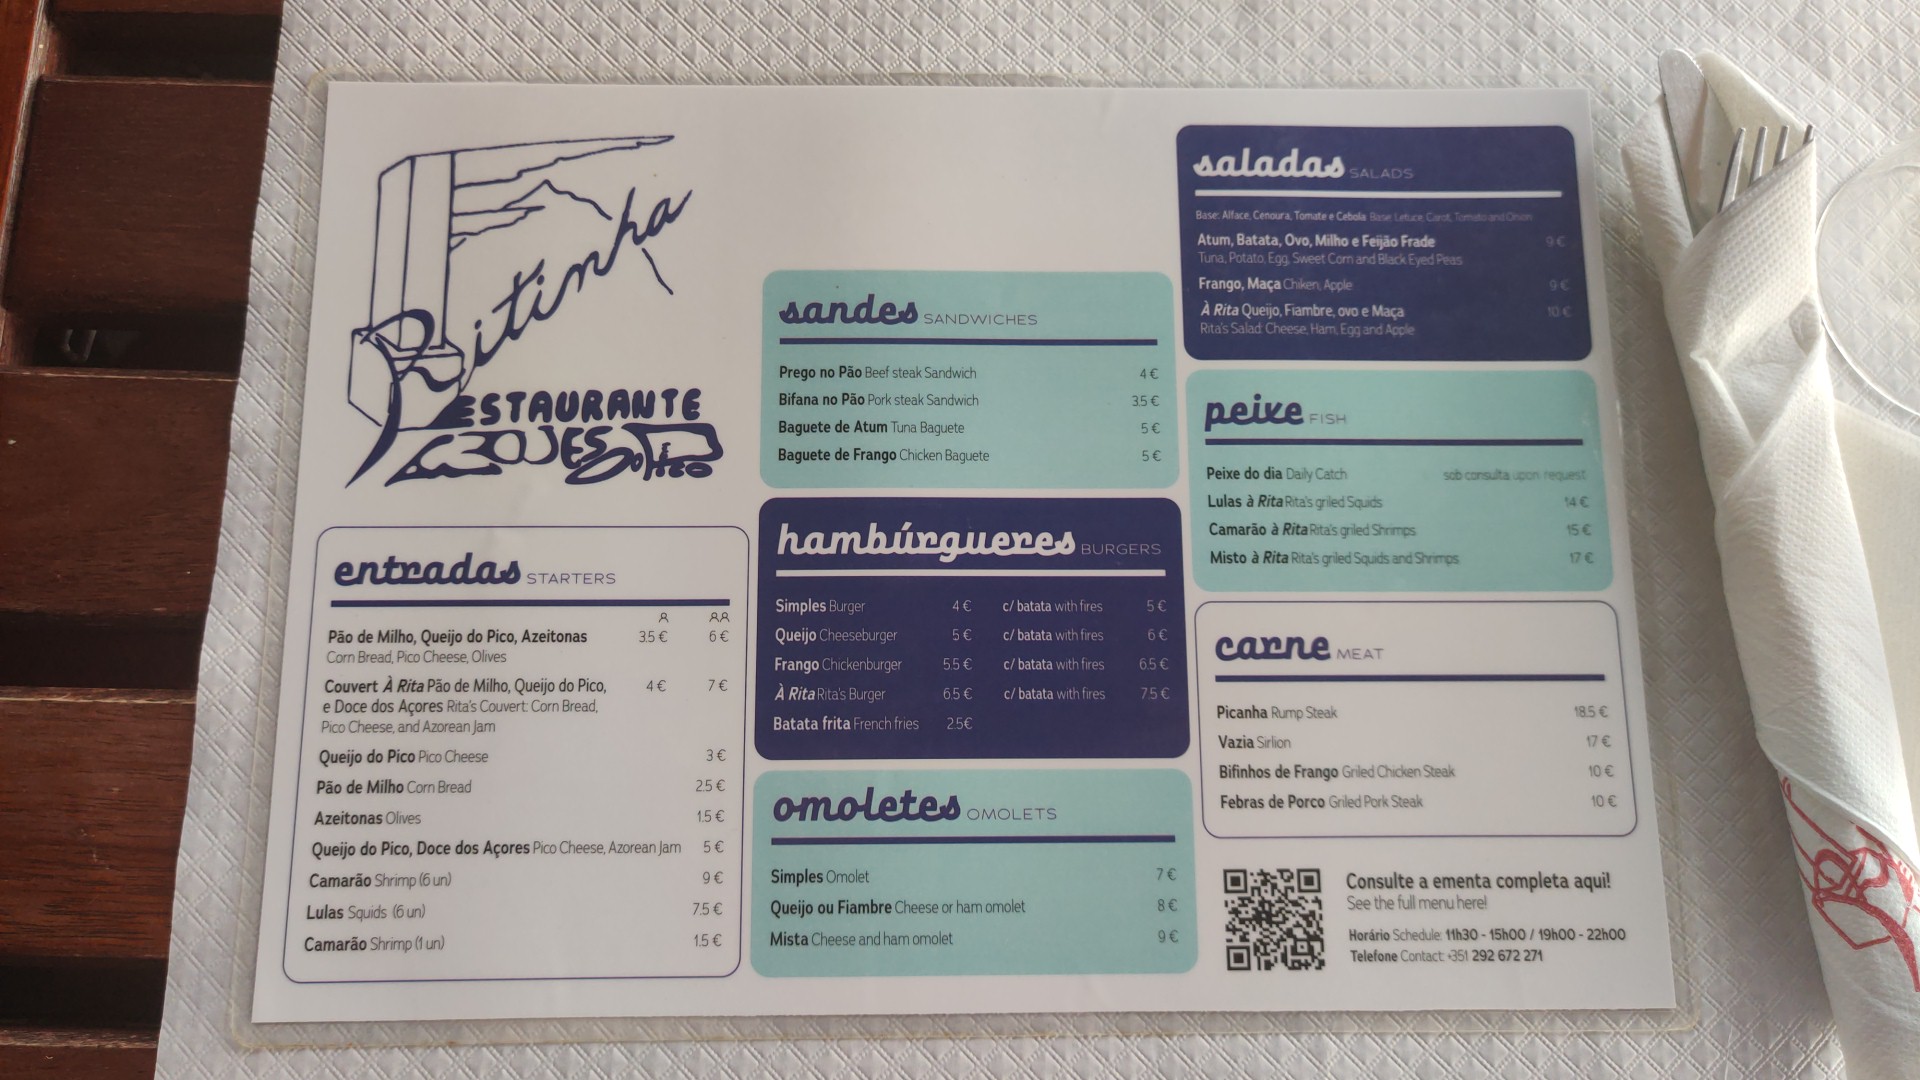 Ritinha
RESTAURANTE
LAJES DO PICO
entradas STARTERS
Pão de Milho, Queijo do Pico, Azeitonas 3.5 € 6 €
Corn Bread, Pico Cheese, Olives
Couvert À Rita Pão de Milho, Queijo do Pico, 4 € 7 €
e Doce dos Açores Rita's Couvert: Corn Bread,
Pico Cheese, and Azorean Jam
Queijo do Pico Pico Cheese 3 €
Pão de Milho Corn Bread 2.5 €
Azeitonas Olives 1.5 €
Queijo do Pico, Doce dos Açores Pico Cheese, Azorean Jam 5 €
Camarão Shrimp (6 un) 9 €
Lulas Squids (6 un) 7.5 €
Camarão Shrimp (1 un) 1.5 €
sandes SANDWICHES
Prego no Pão Beef steak Sandwich 4 €
Bifana no Pão Pork steak Sandwich 3.5 €
Baguete de Atum Tuna Baguete 5 €
Baguete de Frango Chicken Baguete 5 €
hambúrgueres BURGERS
Simples Burger 4 € c/ batata with fires 5 €
Queijo Cheeseburger 5 € c/ batata with fires 6 €
Frango Chickenburger 5.5 € c/ batata with fires 6.5 €
À Rita Rita's Burger 6.5 € c/ batata with fires 7.5 €
Batata frita French fries 2.5€
omoletes OMOLETS
Simples Omolet 7 €
Queijo ou Fiambre Cheese or ham omolet 8 €
Mista Cheese and ham omolet 9 €
saladas SALADS
Base: Alface, Cenoura, Tomate e Cebola Base: Letuce, Carot, Tomato and Onion
Atum, Batata, Ovo, Milho e Feijão Frade 9 €
Tuna, Potato, Egg, Sweet Corn and Black Eyed Peas
Frango, Maça Chiken, Apple 9 €
À Rita Queijo, Fiambre, ovo e Maça 10 €
Rita's Salad: Cheese, Ham, Egg and Apple
peixe FISH
Peixe do dia Daily Catch sob consulta upon request
Lulas à Rita Rita's griled Squids 14 €
Camarão à Rita Rita's griled Shrimps 15 €
Misto à Rita Rita's griled Squids and Shrimps 17 €
carne MEAT
Picanha Rump Steak 18.5 €
Vazia Sirlion 17 €
Bifinhos de Frango Griled Chicken Steak 10 €
Febras de Porco Griled Pork Steak 10 €
Consulte a ementa completa aqui!
See the full menu here!
Horário Schedule: 11h30 - 15h00 / 19h00 - 22h00
Telefone Contact: +351 292 672 271